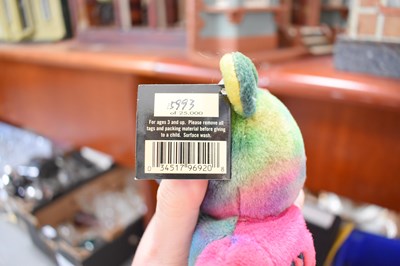 5993
of 25,000
For ages 3 and up. Please remove all
tags and packing material before giving
to a child. Surface wash.
0 34517 96920 8